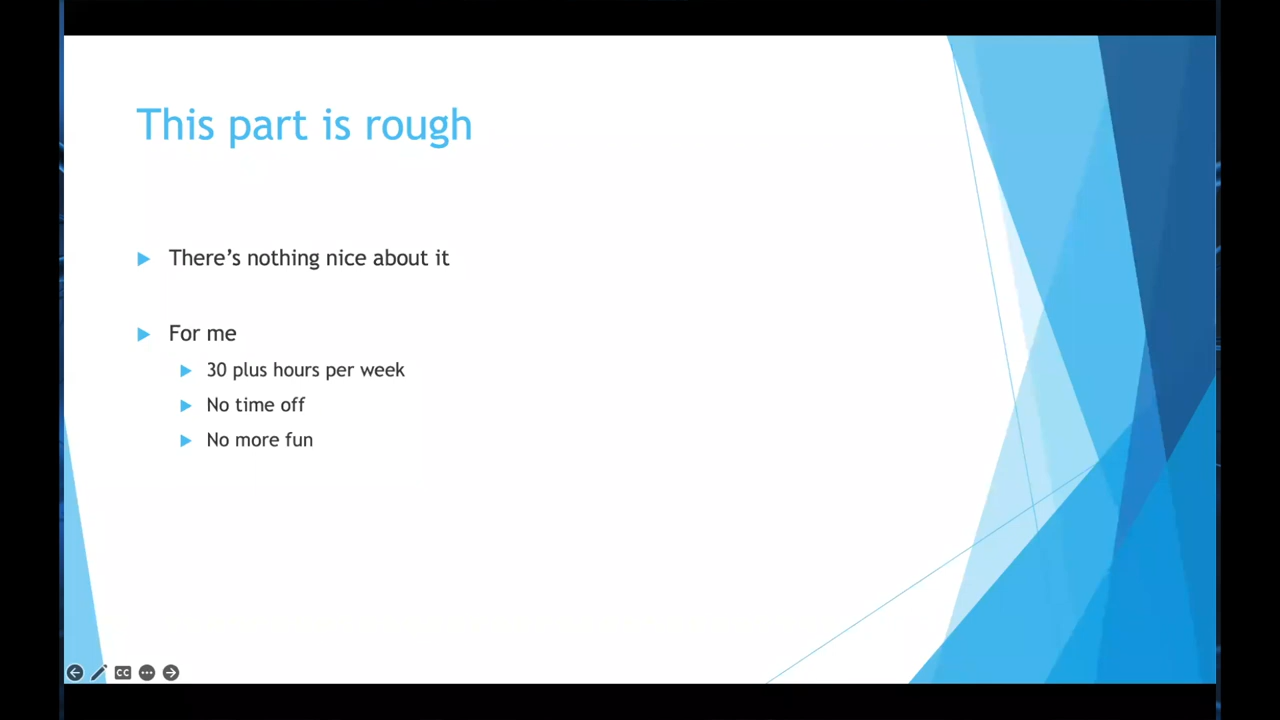 This part is rough
There’s nothing nice about it
For me
30 plus hours per week
No time off
No more fun
CC